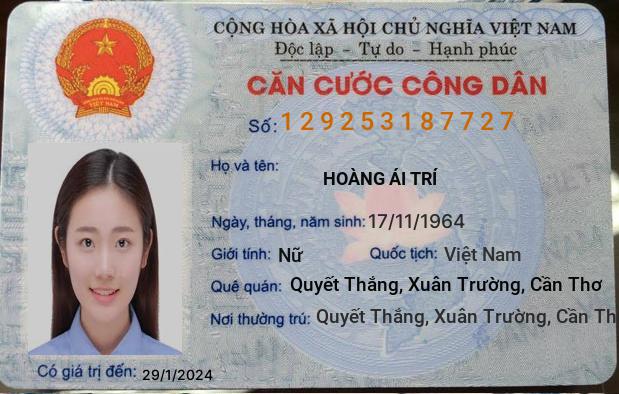 CỘNG HÒA XÃ HỘI CHỦ NGHĨA VIỆT NAM
Độc lập - Tự do - Hạnh phúc
CĂN CƯỚC CÔNG DÂN
Số: 129253187727
Họ và tên:
HOÀNG ÁI TRÍ
Ngày, tháng, năm sinh: 17/11/1964
Giới tính: Nữ Quốc tịch: Việt Nam
Quê quán: Quyết Thắng, Xuân Trường, Cần Thơ
Nơi thường trú: Quyết Thắng, Xuân Trường, Cần Th
Có giá trị đến: 29/1/2024
VIỆT NAM